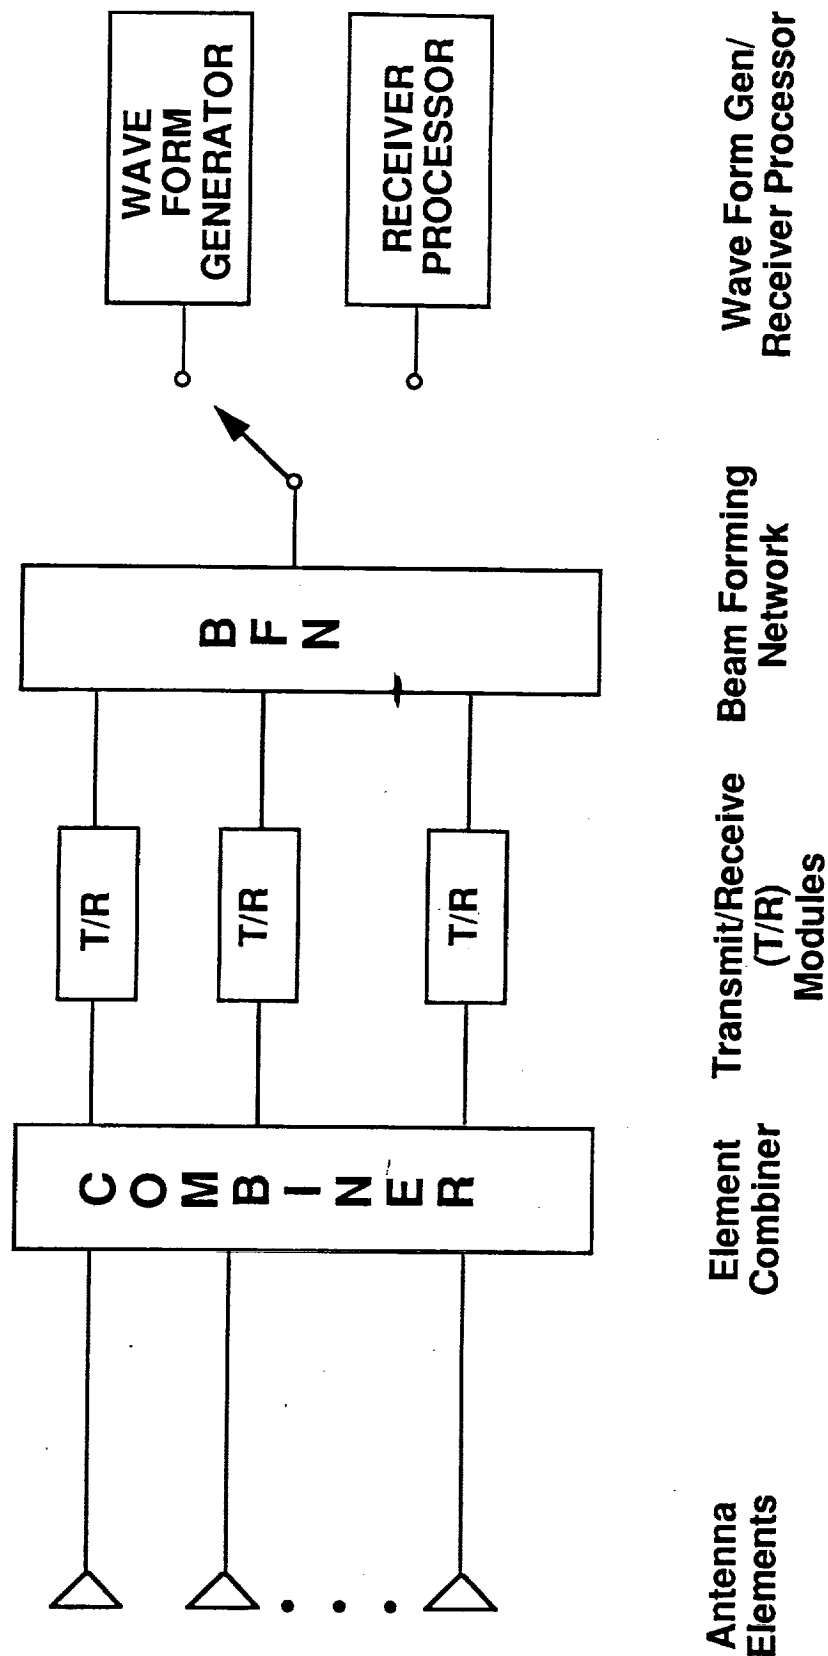 COMBINER
T/R
T/R
T/R
BFN
WAVE
FORM
GENERATOR
RECEIVER
PROCESSOR
Antenna
Elements
Element
Combiner
Transmit/Receive
(T/R)
Modules
Beam Forming
Network
Wave Form Gen/
Receiver Processor